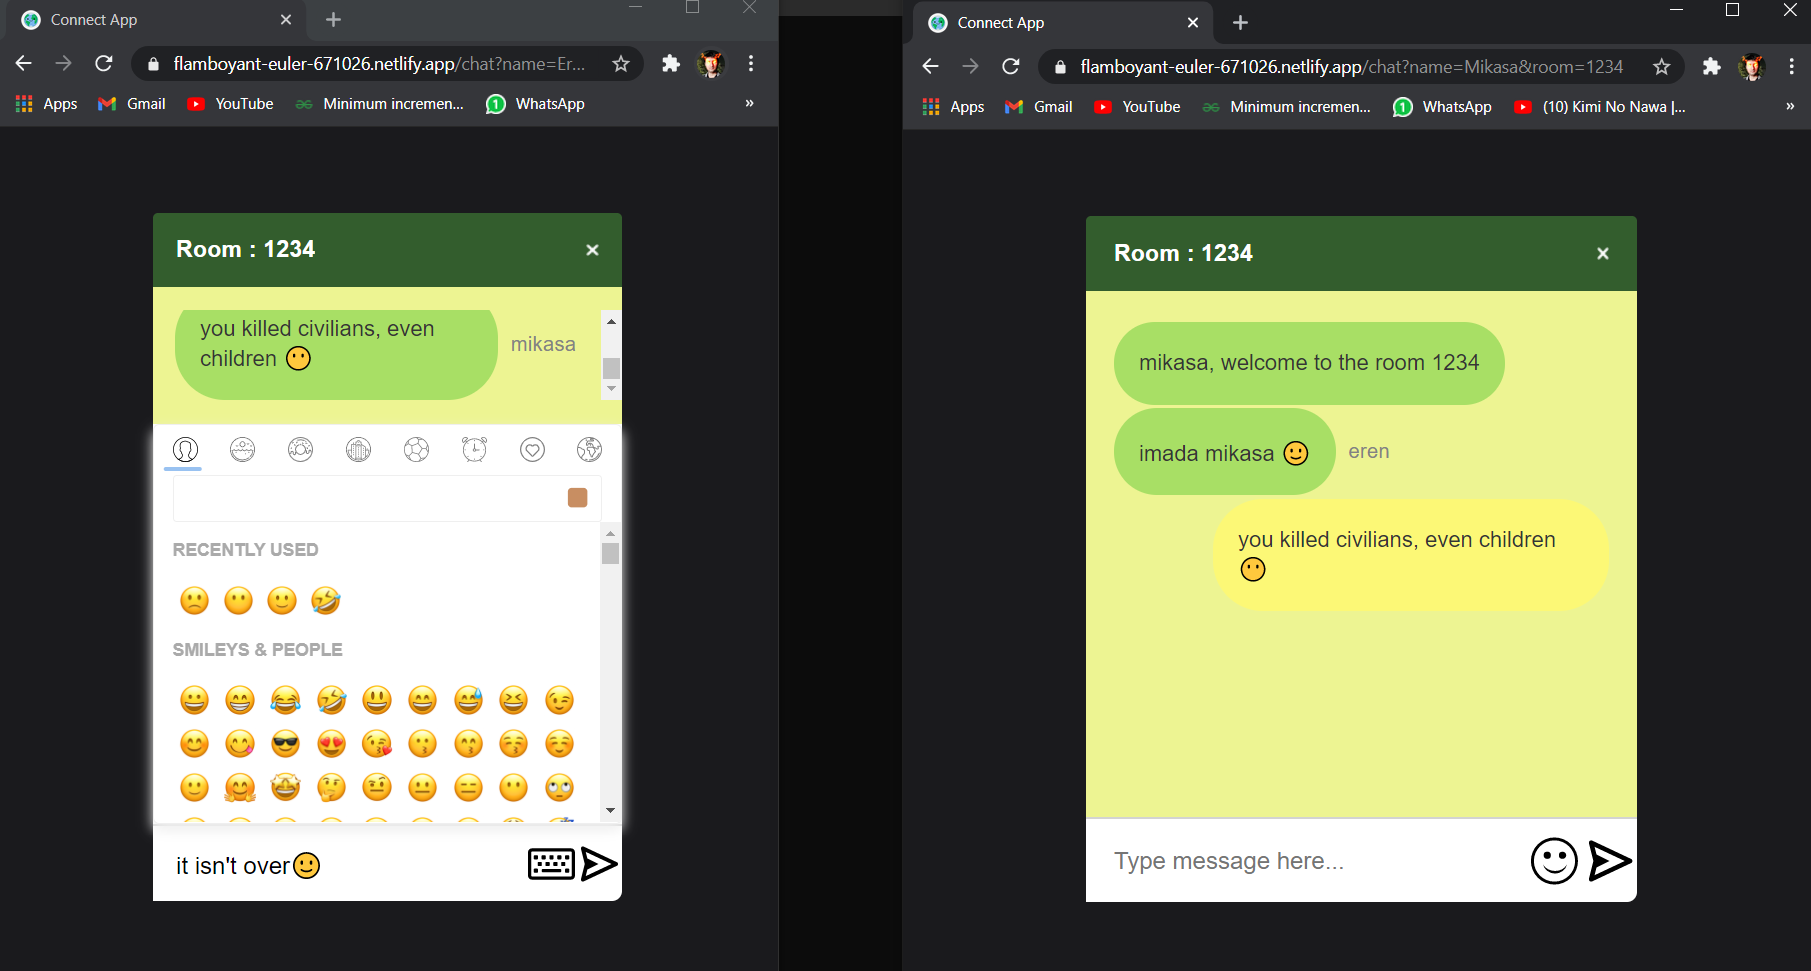 Connect App
flamboyant-euler-671026.netlify.app/chat?name=Er...
Apps
Gmail
YouTube
Minimum incremen...
1
WhatsApp
»
Room : 1234
you killed civilians, even
children 😶
mikasa
RECENTLY USED
🙁 😶 🙂 🤣
SMILEYS & PEOPLE
😀 😁 😂 🤣 😃 😄 😅 😆 😉
😊 😋 😎 😍 😘 😗 😙 😚 ☺️
🙂 🤗 🤩 🤔 🤨 😐 😑 😶 🙄
it isn't over🙂
Connect App
flamboyant-euler-671026.netlify.app/chat?name=Mikasa&room=1234
Apps
Gmail
YouTube
Minimum incremen...
1
WhatsApp
(10) Kimi No Nawa |...
»
Room : 1234
mikasa, welcome to the room 1234
imada mikasa 🙂
eren
you killed civilians, even children
😶
Type message here...